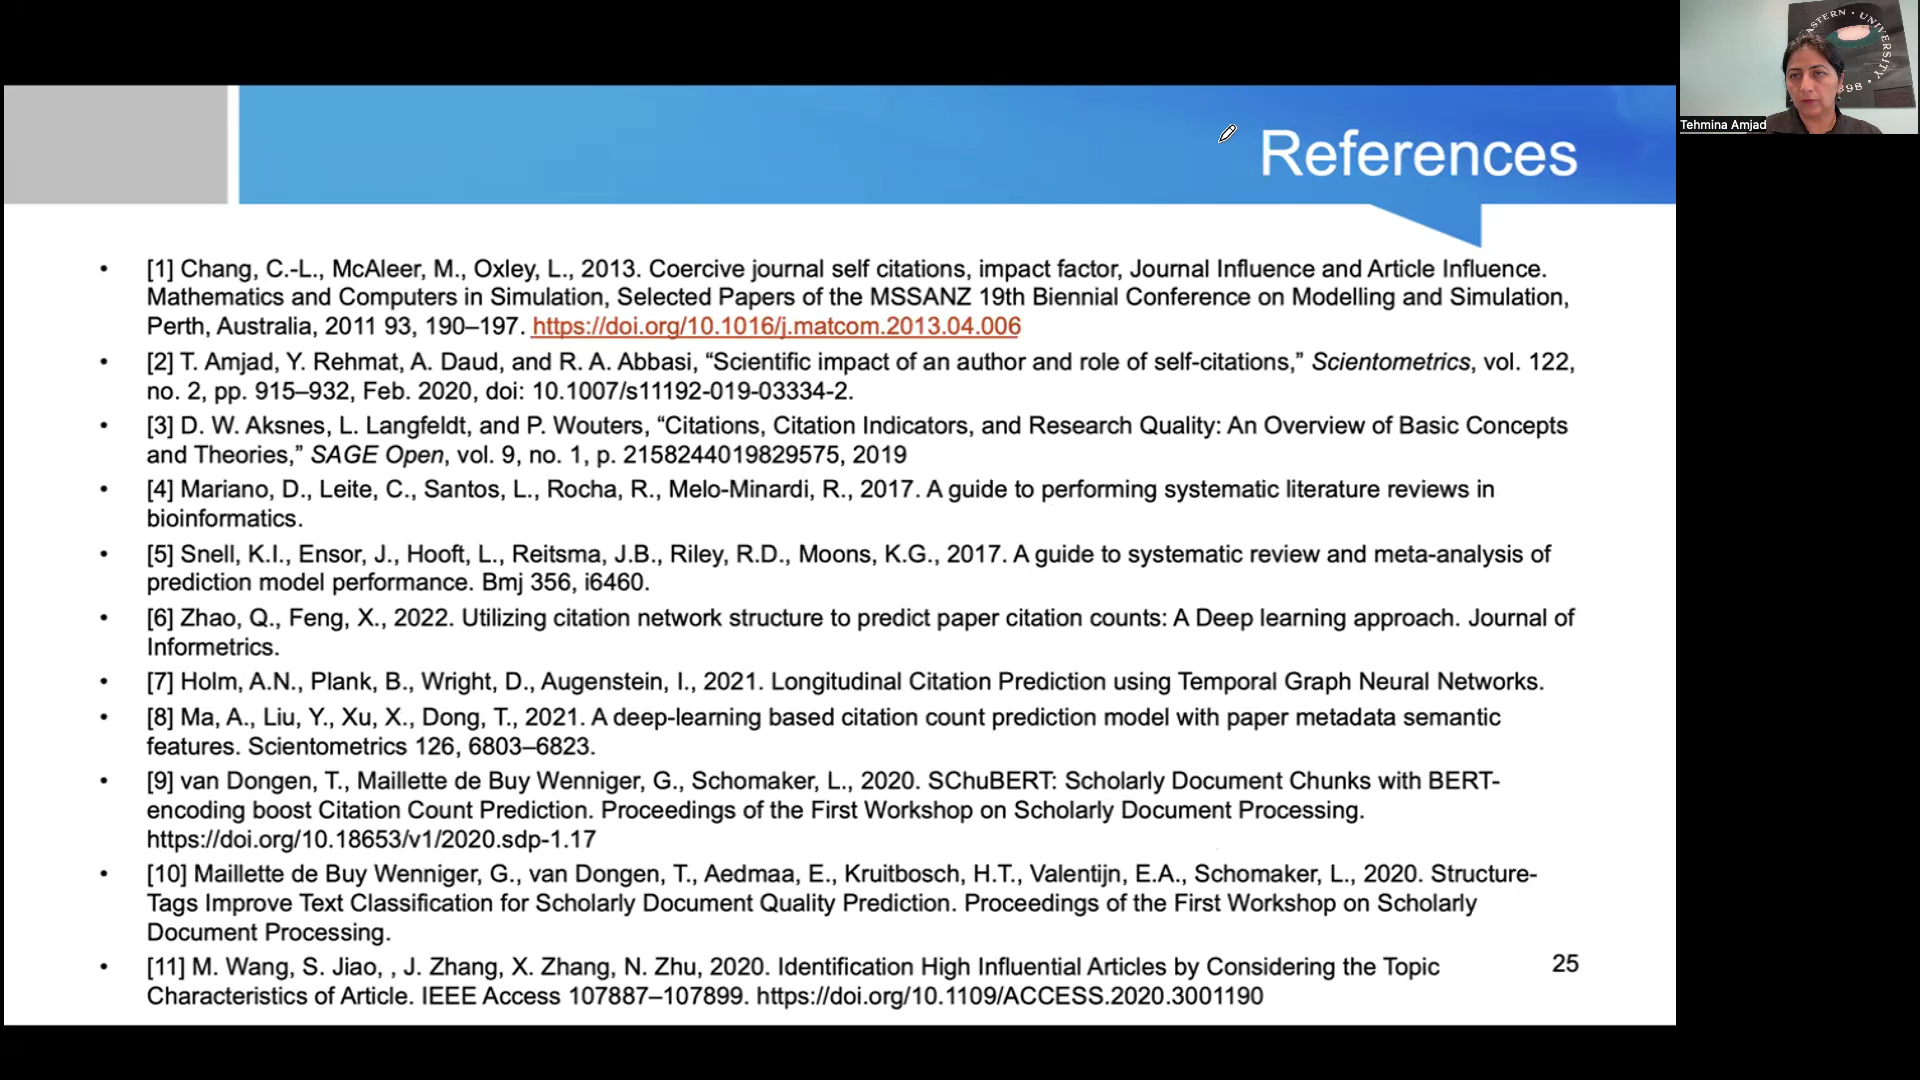 References
• [1] Chang, C.-L., McAleer, M., Oxley, L., 2013. Coercive journal self citations, impact factor, Journal Influence and Article Influence.
Mathematics and Computers in Simulation, Selected Papers of the MSSANZ 19th Biennial Conference on Modelling and Simulation,
Perth, Australia, 2011 93, 190–197. https://doi.org/10.1016/j.matcom.2013.04.006
• [2] T. Amjad, Y. Rehmat, A. Daud, and R. A. Abbasi, “Scientific impact of an author and role of self-citations,” Scientometrics, vol. 122,
no. 2, pp. 915–932, Feb. 2020, doi: 10.1007/s11192-019-03334-2.
• [3] D. W. Aksnes, L. Langfeldt, and P. Wouters, “Citations, Citation Indicators, and Research Quality: An Overview of Basic Concepts
and Theories,” SAGE Open, vol. 9, no. 1, p. 2158244019829575, 2019
• [4] Mariano, D., Leite, C., Santos, L., Rocha, R., Melo-Minardi, R., 2017. A guide to performing systematic literature reviews in
bioinformatics.
• [5] Snell, K.I., Ensor, J., Hooft, L., Reitsma, J.B., Riley, R.D., Moons, K.G., 2017. A guide to systematic review and meta-analysis of
prediction model performance. Bmj 356, i6460.
• [6] Zhao, Q., Feng, X., 2022. Utilizing citation network structure to predict paper citation counts: A Deep learning approach. Journal of
Informetrics.
• [7] Holm, A.N., Plank, B., Wright, D., Augenstein, I., 2021. Longitudinal Citation Prediction using Temporal Graph Neural Networks.
• [8] Ma, A., Liu, Y., Xu, X., Dong, T., 2021. A deep-learning based citation count prediction model with paper metadata semantic
features. Scientometrics 126, 6803–6823.
• [9] van Dongen, T., Maillette de Buy Wenniger, G., Schomaker, L., 2020. SChuBERT: Scholarly Document Chunks with BERT-
encoding boost Citation Count Prediction. Proceedings of the First Workshop on Scholarly Document Processing.
https://doi.org/10.18653/v1/2020.sdp-1.17
• [10] Maillette de Buy Wenniger, G., van Dongen, T., Aedmaa, E., Kruitbosch, H.T., Valentijn, E.A., Schomaker, L., 2020. Structure-
Tags Improve Text Classification for Scholarly Document Quality Prediction. Proceedings of the First Workshop on Scholarly
Document Processing.
• [11] M. Wang, S. Jiao, , J. Zhang, X. Zhang, N. Zhu, 2020. Identification High Influential Articles by Considering the Topic
Characteristics of Article. IEEE Access 107887–107899. https://doi.org/10.1109/ACCESS.2020.3001190
25
Tehmina Amjad
UNIVERSITY